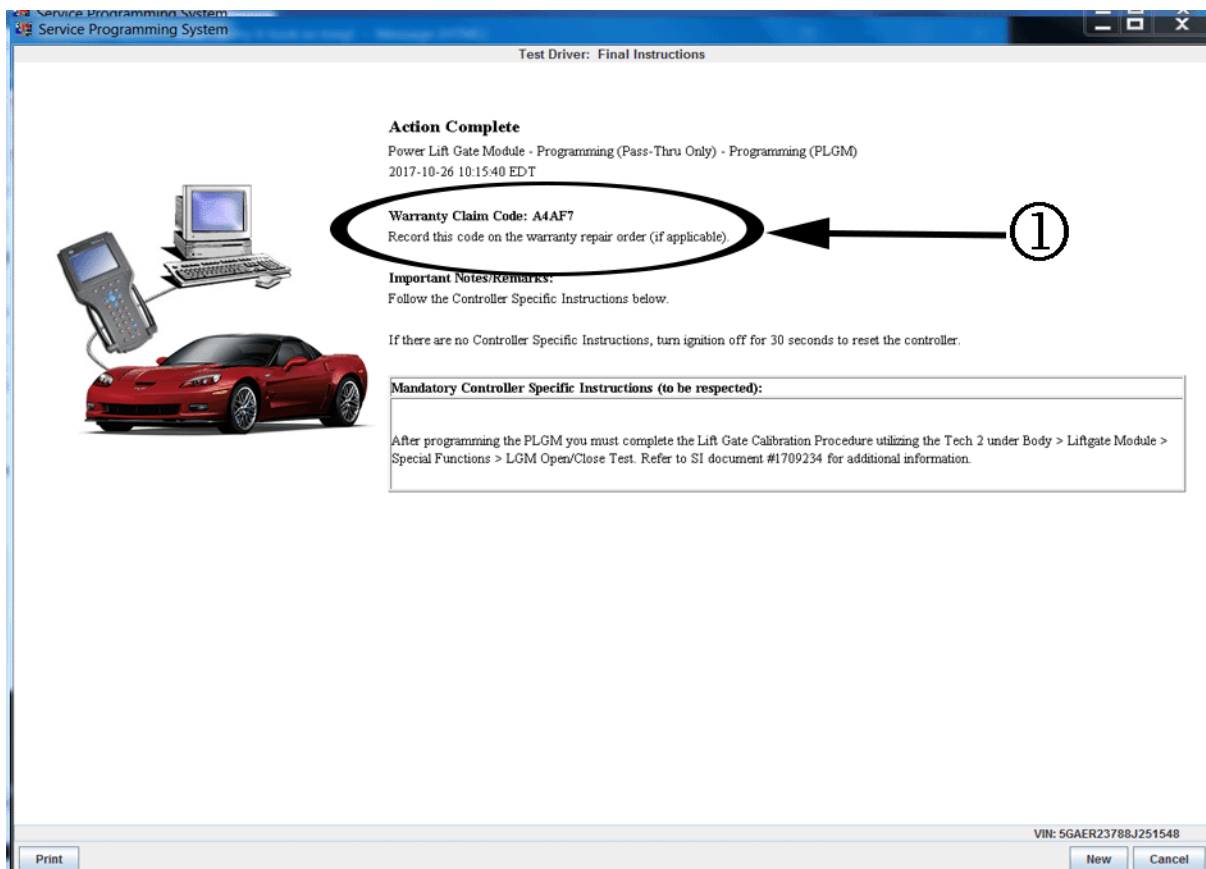 Service Programming System
Service Programming System
Test Driver: Final Instructions
Action Complete
Power Lift Gate Module - Programming (Pass-Thru Only) - Programming (PLGM)
2017-10-26 10:15:40 EDT
Warranty Claim Code: A4AF7
Record this code on the warranty repair order (if applicable).
①
Important Notes/Remarks:
Follow the Controller Specific Instructions below.
If there are no Controller Specific Instructions, turn ignition off for 30 seconds to reset the controller.
Mandatory Controller Specific Instructions (to be respected):
After programming the PLGM you must complete the Lift Gate Calibration Procedure utilizing the Tech 2 under Body > Liftgate Module >
Special Functions > LGM Open/Close Test. Refer to SI document #1709234 for additional information.
VIN: 5GAER23788J251548
Print
New
Cancel